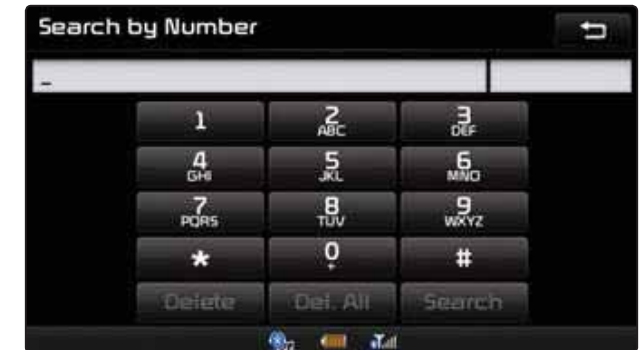 Search by Number
_
1 2 ABC 3 DEF
4 GHI 5 JKL 6 MNO
7 PQRS 8 TUV 9 WXYZ
* 0 + #
Delete Del. All Search